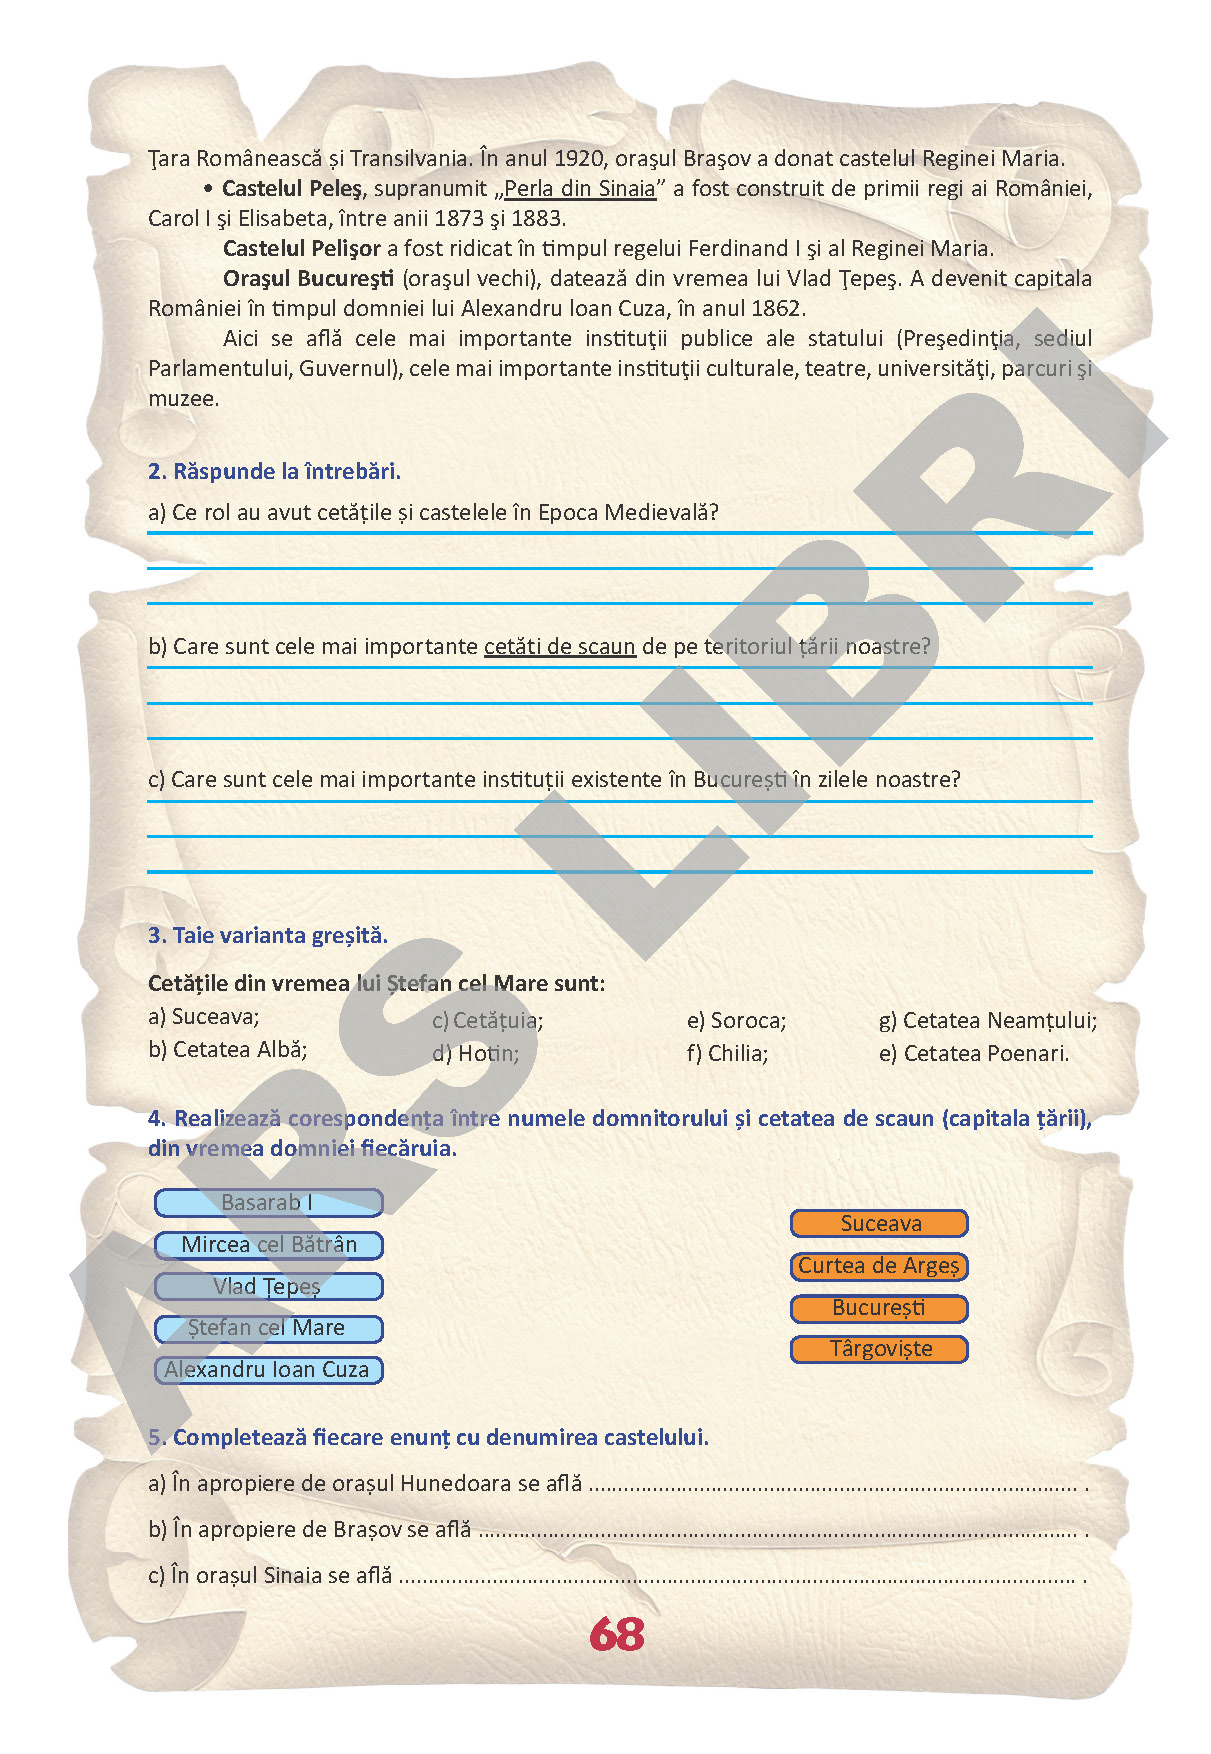 Ţara Românească și Transilvania. În anul 1920, oraşul Braşov a donat castelul Reginei Maria.
• Castelul Peleş, supranumit „Perla din Sinaia” a fost construit de primii regi ai României,
Carol I şi Elisabeta, între anii 1873 şi 1883.
Castelul Pelişor a fost ridicat în timpul regelui Ferdinand I şi al Reginei Maria.
Oraşul Bucureşti (oraşul vechi), datează din vremea lui Vlad Ţepeş. A devenit capitala
României în timpul domniei lui Alexandru Ioan Cuza, în anul 1862.
Aici se află cele mai importante instituţii publice ale statului (Preşedinţia, sediul
Parlamentului, Guvernul), cele mai importante instituţii culturale, teatre, universităţi, parcuri şi
muzee.
2. Răspunde la întrebări.
a) Ce rol au avut cetățile și castelele în Epoca Medievală?
b) Care sunt cele mai importante cetăti de scaun de pe teritoriul țării noastre?
c) Care sunt cele mai importante instituții existente în București în zilele noastre?
3. Taie varianta greșită.
Cetățile din vremea lui Ștefan cel Mare sunt:
a) Suceava; c) Cetățuia; e) Soroca; g) Cetatea Neamțului;
b) Cetatea Albă; d) Hotin; f) Chilia; e) Cetatea Poenari.
4. Realizează corespondența între numele domnitorului și cetatea de scaun (capitala țării),
din vremea domniei fiecăruia.
Basarab I
Mircea cel Bătrân
Vlad Țepeș
Ștefan cel Mare
Alexandru Ioan Cuza
Suceava
Curtea de Argeș
București
Târgoviște
5. Completează fiecare enunț cu denumirea castelului.
a) În apropiere de orașul Hunedoara se află .................................................................................... .
b) În apropiere de Brașov se află ....................................................................................................... .
c) În orașul Sinaia se află .................................................................................................................... .
68
ARS LIBRI